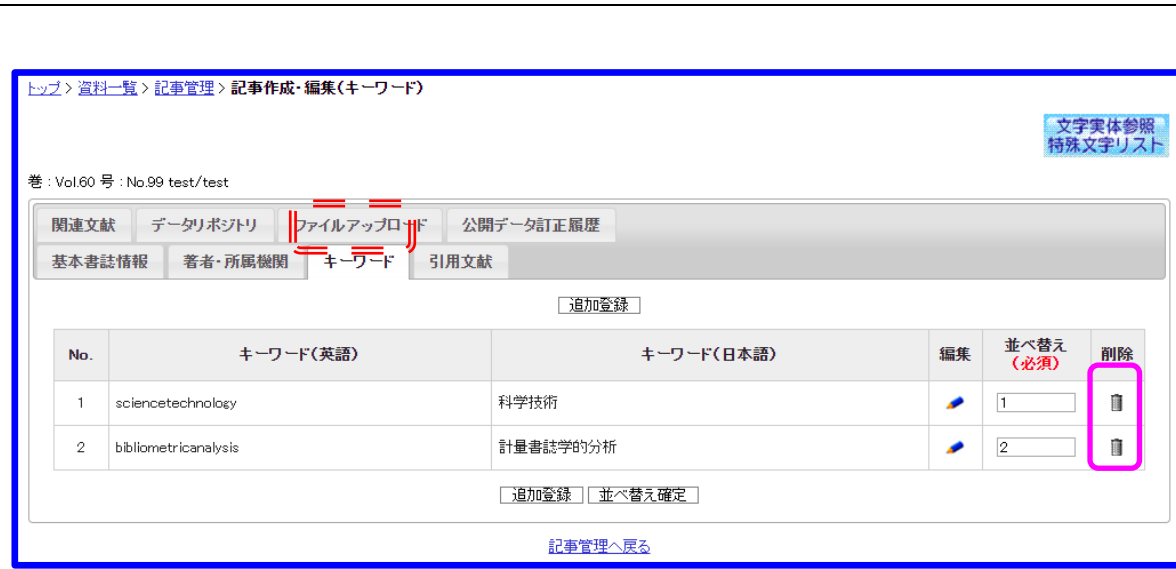 トップ > 資料一覧 > 記事管理 > 記事作成・編集(キーワード)
文字実体参照
特殊文字リスト
巻 : Vol.60 号 : No.99 test/test
関連文献 データリポジトリ ファイルアップロード 公開データ訂正履歴
基本書誌情報 著者・所属機関 キーワード 引用文献
追加登録
No. キーワード(英語) キーワード(日本語) 編集 並べ替え(必須) 削除
1 sciencetechnology 科学技術 1
2 bibliometricanalysis 計量書誌学的分析 2
追加登録 並べ替え確定
記事管理へ戻る